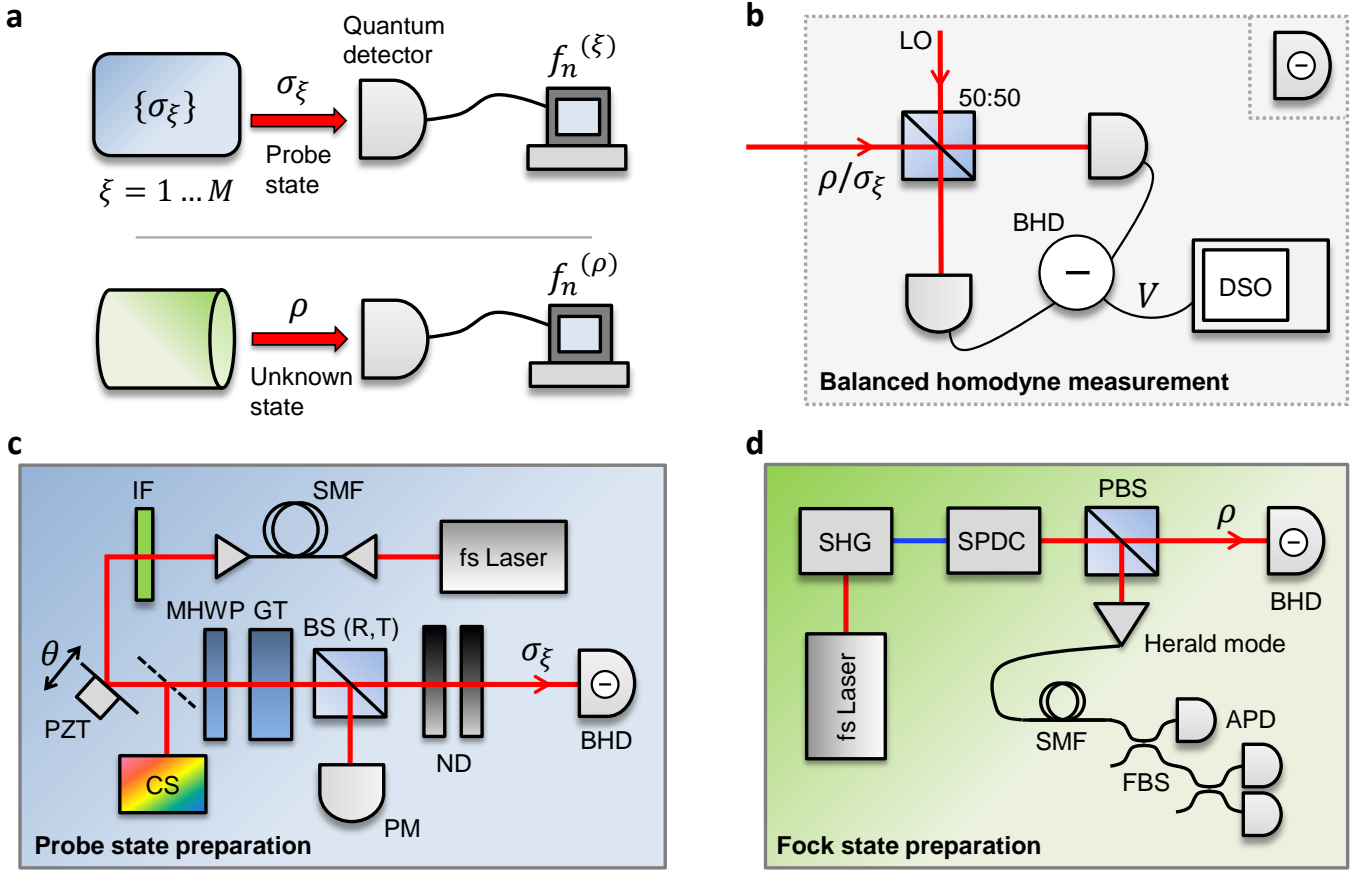 a
{σ_ξ}
ξ = 1 … M
σ_ξ
Probe
state
Quantum
detector
f_n^(ξ)
ρ
Unknown
state
f_n^(ρ)
b
LO
50:50
ρ/σ_ξ
BHD
−
V
DSO
−
Balanced homodyne measurement
c
IF
SMF
fs Laser
MHWP GT
BS (R,T)
θ
PZT
CS
PM
ND
σ_ξ
−
BHD
Probe state preparation
d
SHG
SPDC
PBS
ρ
−
BHD
fs Laser
Herald mode
SMF
FBS
APD
Fock state preparation